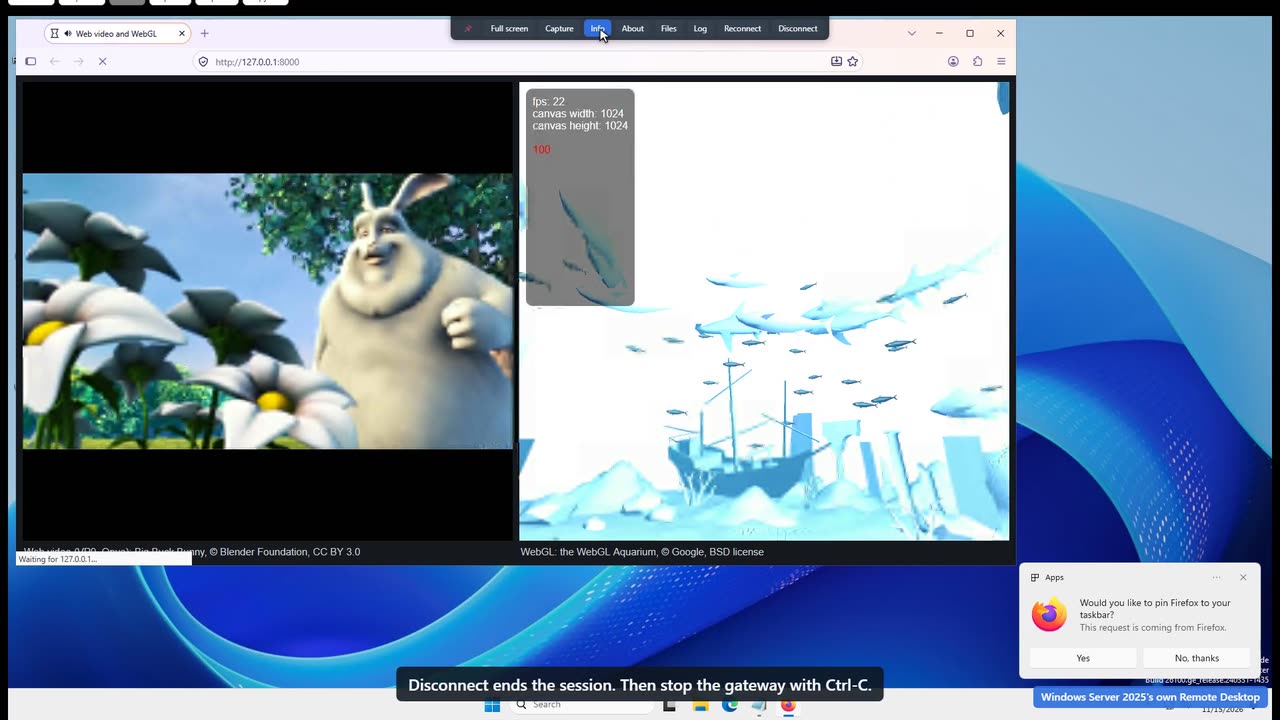 Full screen
Capture
Info
About
Files
Log
Reconnect
Disconnect
Web video and WebGL
http://127.0.0.1:8000
fps: 22
canvas width: 1024
canvas height: 1024
100
Big Buck Bunny, © Blender Foundation, CC BY 3.0
WebGL: the WebGL Aquarium, © Google, BSD license
Waiting for 127.0.0.1...
Apps
Would you like to pin Firefox to your
taskbar?
This request is coming from Firefox.
Yes
No, thanks
Disconnect ends the session. Then stop the gateway with Ctrl-C.
Windows Server 2025's own Remote Desktop
Search